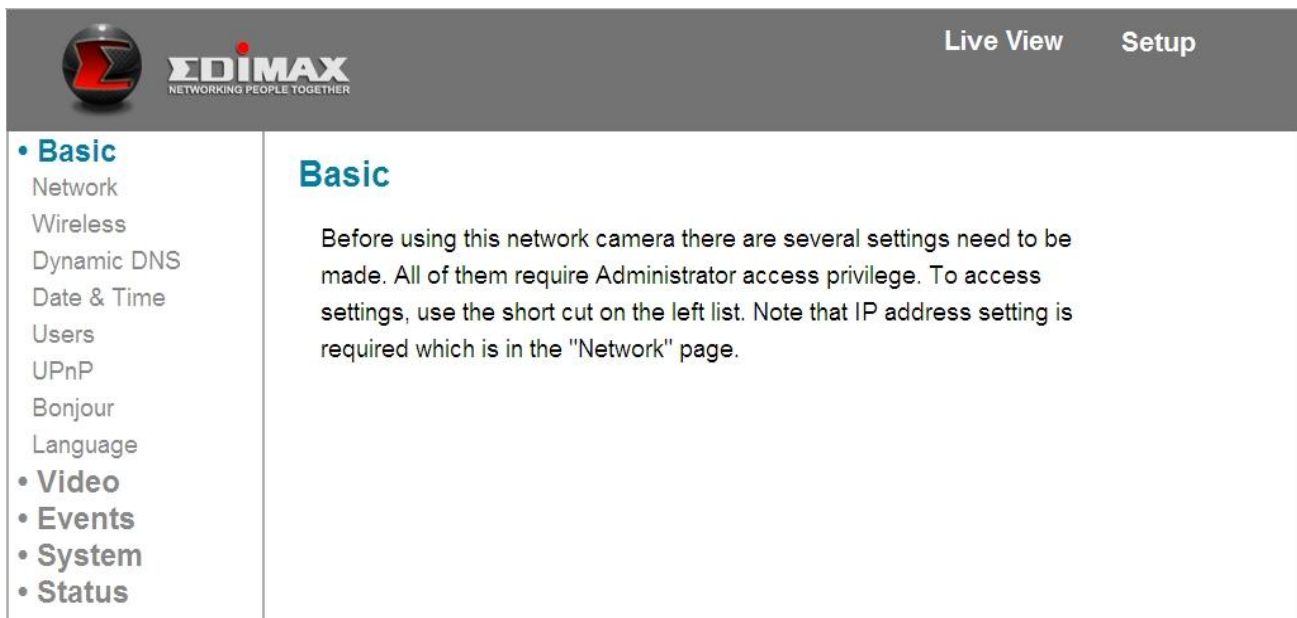 EDiMAX
NETWORKING PEOPLE TOGETHER
Live View
Setup
• Basic
Network
Wireless
Dynamic DNS
Date & Time
Users
UPnP
Bonjour
Language
• Video
• Events
• System
• Status
Basic
Before using this network camera there are several settings need to be
made. All of them require Administrator access privilege. To access
settings, use the short cut on the left list. Note that IP address setting is
required which is in the "Network" page.